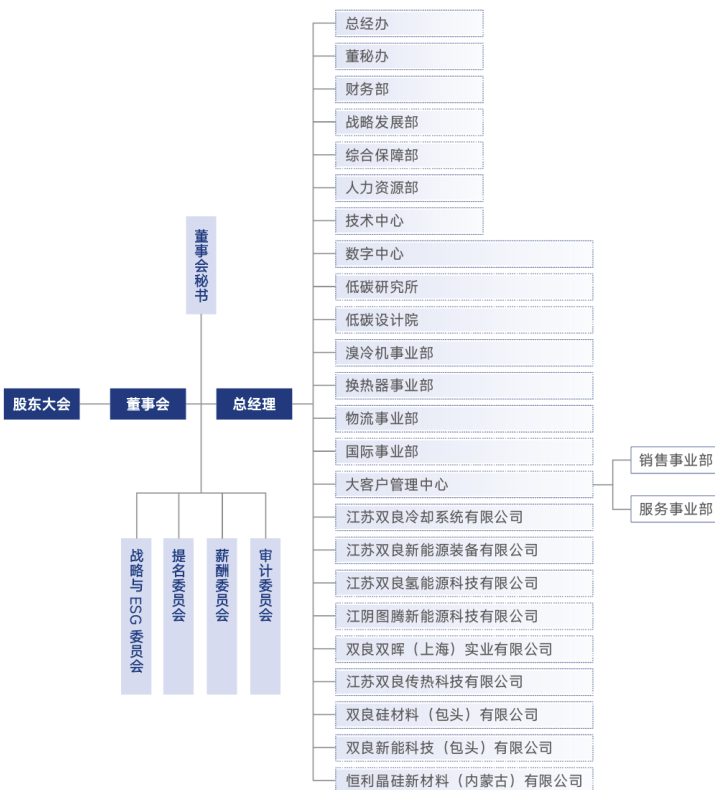 总经办
董秘办
财务部
战略发展部
综合保障部
人力资源部
技术中心
数字中心
低碳研究所
低碳设计院
溴冷机事业部
换热器事业部
物流事业部
国际事业部
大客户管理中心
江苏双良冷却系统有限公司
江苏双良新能源装备有限公司
江苏双良氢能源科技有限公司
江阴图腾新能源科技有限公司
双良双晖（上海）实业有限公司
江苏双良传热科技有限公司
双良硅材料（包头）有限公司
双良新能科技（包头）有限公司
恒利晶硅新材料（内蒙古）有限公司
销售事业部
服务事业部
董事会秘书
股东大会
董事会
总经理
战略与 ESG 委员会
提名委员会
薪酬委员会
审计委员会